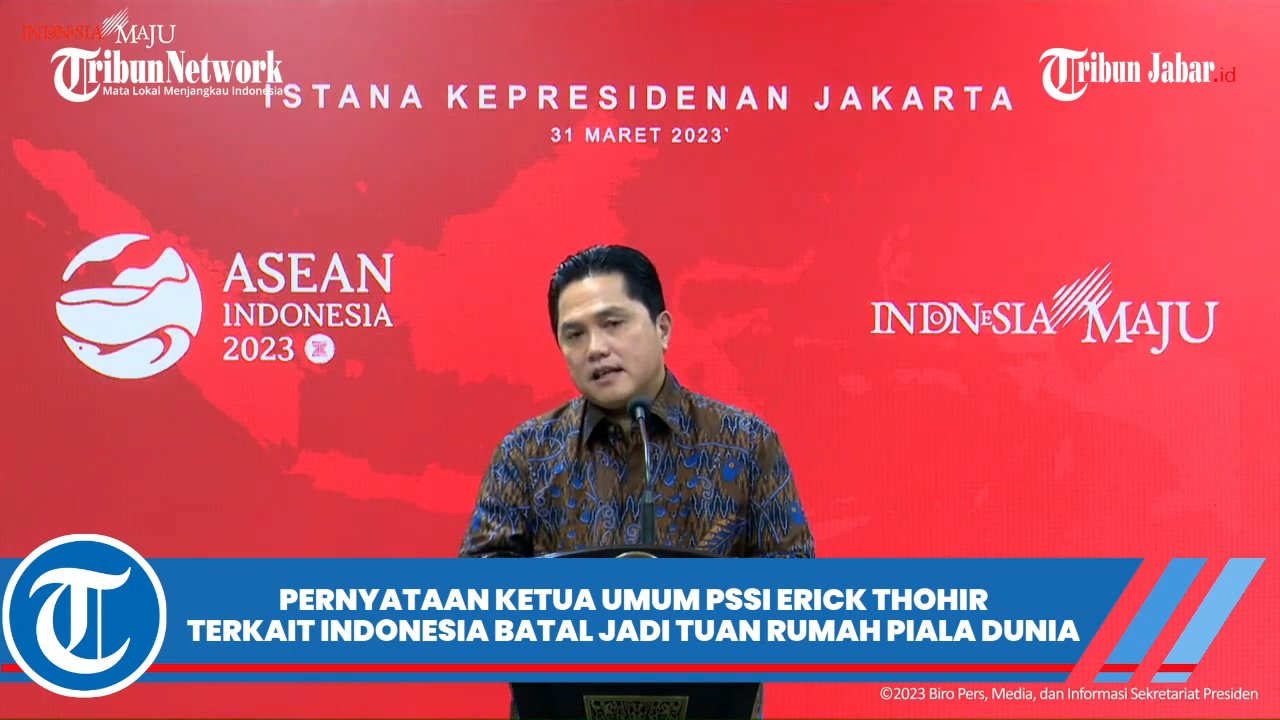 INDONESIA MAJU
TribunNetwork
Mata Lokal Menjangkau Indonesia
Tribun Jabar.id
ISTANA KEPRESIDENAN JAKARTA
31 MARET 2023`
ASEAN
INDONESIA
2023
INDONESIA MAJU
PERNYATAAN KETUA UMUM PSSI ERICK THOHIR
TERKAIT INDONESIA BATAL JADI TUAN RUMAH PIALA DUNIA
©2023 Biro Pers, Media, dan Informasi Sekretariat Presiden